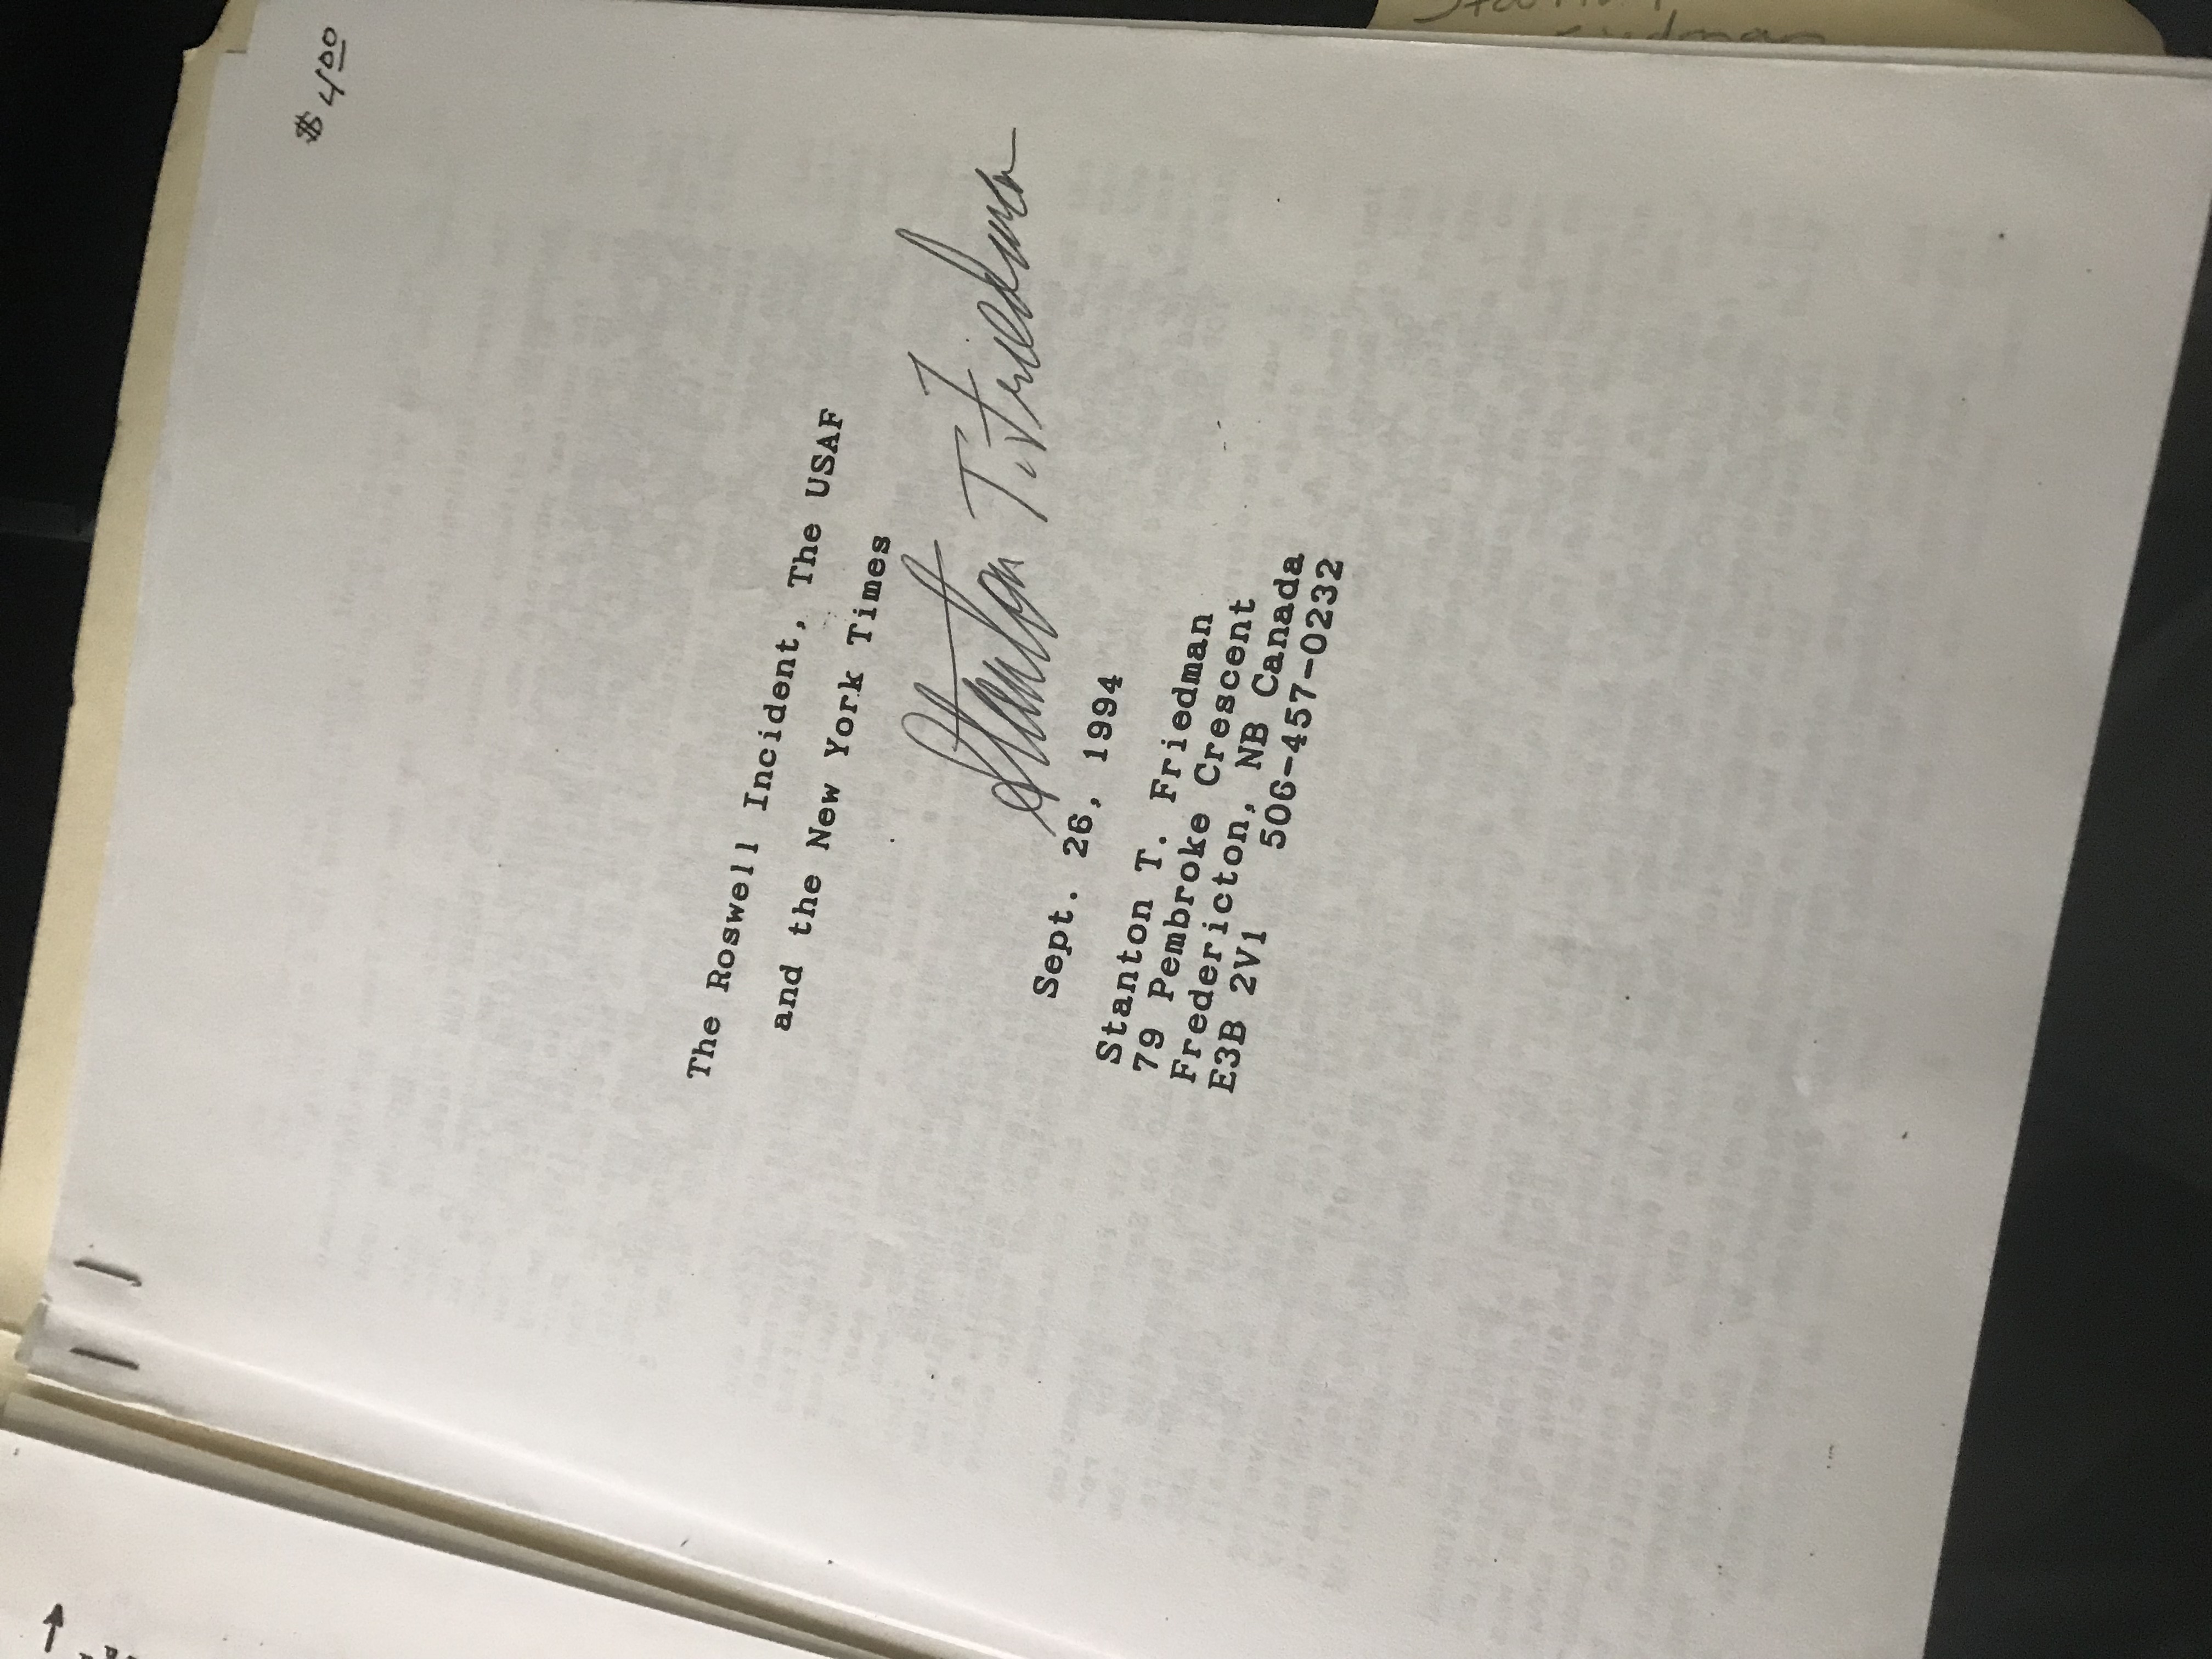 $ 4.00
The Roswell Incident, The USAF
and the New York Times
Stanton T. Friedman
Sept. 26, 1994
Stanton T. Friedman
79 Pembroke Crescent
Fredericton, NB Canada
E3B 2V1 506-457-0232